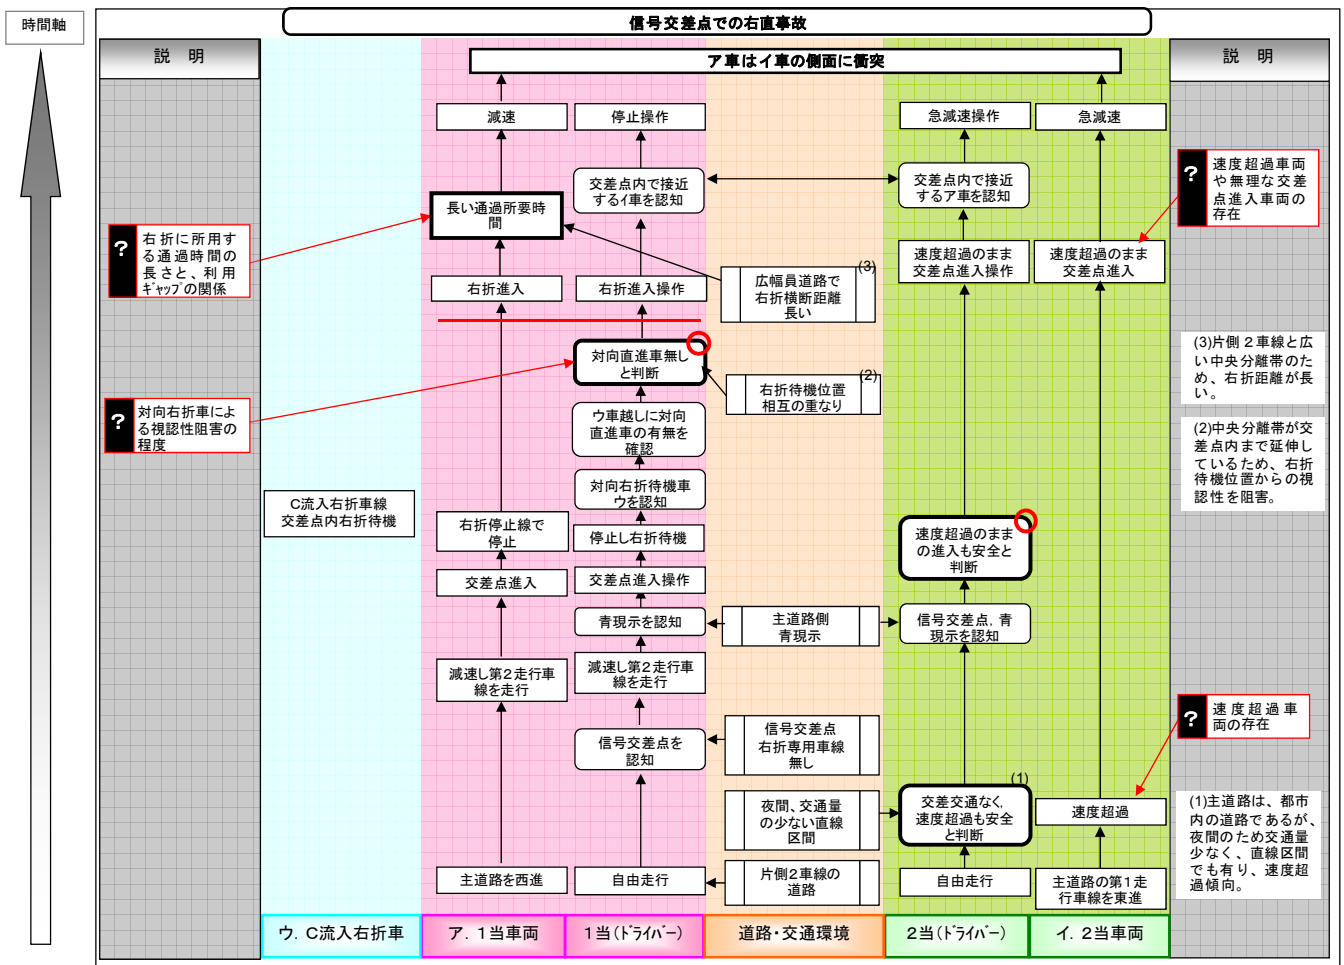 時間軸
信号交差点での右直事故
説 明
説 明
ア車はイ車の側面に衝突
減速
停止操作
急減速操作
急減速
交差点内で接近
するイ車を認知
交差点内で接近
するア車を認知
?
速度超過車両
や無理な交差
点進入車両の
存在
長い通過所要時
間
?
右折に所用す
る通過時間の
長さと、利用
ギャップの関係
速度超過のまま
交差点進入操作
速度超過のまま
交差点進入
(3)
広幅員道路で
右折横断距離
長い
右折進入
右折進入操作
対向直進車無し
と判断
(3)片側2車線と広
い中央分離帯のた
め、右折距離が長
い。
(2)
右折待機位置
相互の重なり
?
対向右折車によ
る視認性阻害の
程度
ウ車越しに対向
直進車の有無を
確認
(2)中央分離帯が交
差点内まで延伸し
ているため、右折
待機位置からの視
認性を阻害。
対向右折待機車
ウを認知
C流入右折車線
交差点内右折待機
右折停止線で
停止
停止し右折待機
速度超過のまま
の進入も安全と
判断
交差点進入
交差点進入操作
青現示を認知
主道路側
青現示
信号交差点，青
現示を認知
減速し第2走行車
線を走行
減速し第2走行車
線を走行
?
速度超過車
両の存在
信号交差点を
認知
信号交差点
右折専用車線
無し
(1)
夜間、交通量
の少ない直線
区間
交差交通なく，
速度超過も安全
と判断
速度超過
(1)主道路は、都市
内の道路であるが、
夜間のため交通量
少なく、直線区間
でも有り、速度超
過傾向。
主道路を西進
自由走行
片側2車線の
道路
自由走行
主道路の第1走
行車線を東進
ウ．C流入右折車
ア．1当車両
1当(ドライバー)
道路・交通環境
2当(ドライバー)
イ．2当車両